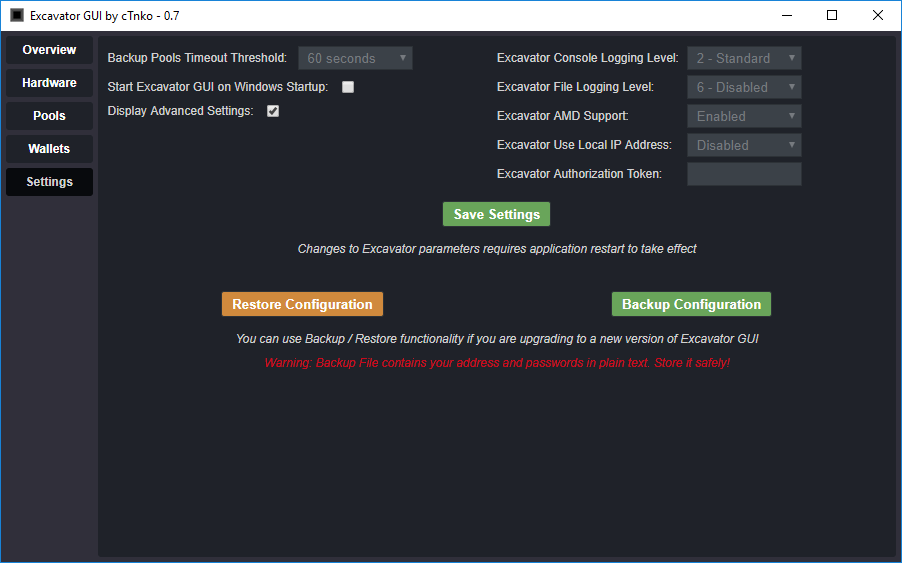 Excavator GUI by cTnko - 0.7
Overview
Hardware
Pools
Wallets
Settings
Backup Pools Timeout Threshold: 60 seconds
Start Excavator GUI on Windows Startup:
Display Advanced Settings:
Excavator Console Logging Level: 2 - Standard
Excavator File Logging Level: 6 - Disabled
Excavator AMD Support: Enabled
Excavator Use Local IP Address: Disabled
Excavator Authorization Token:
Save Settings
Changes to Excavator parameters requires application restart to take effect
Restore Configuration
Backup Configuration
You can use Backup / Restore functionality if you are upgrading to a new version of Excavator GUI
Warning: Backup File contains your address and passwords in plain text. Store it safely!